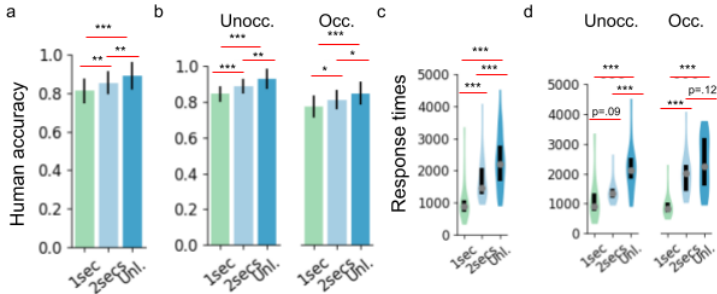 a
***
**
**
Human accuracy
1.0
0.8
0.6
0.4
0.2
0.0
1sec
2secs
Unl.
b
Unocc.
Occ.
***
***
***
**
*
*
1.0
0.8
0.6
0.4
0.2
0.0
1sec
2secs
Unl.
1sec
2secs
Unl.
c
***
***
***
Response times
5000
4000
3000
2000
1000
0
1sec
2secs
Unl.
d
Unocc.
Occ.
***
***
***
p=.12
p=.09
***
5000
4000
3000
2000
1000
0
1sec
2secs
Unl.
1sec
2secs
Unl.